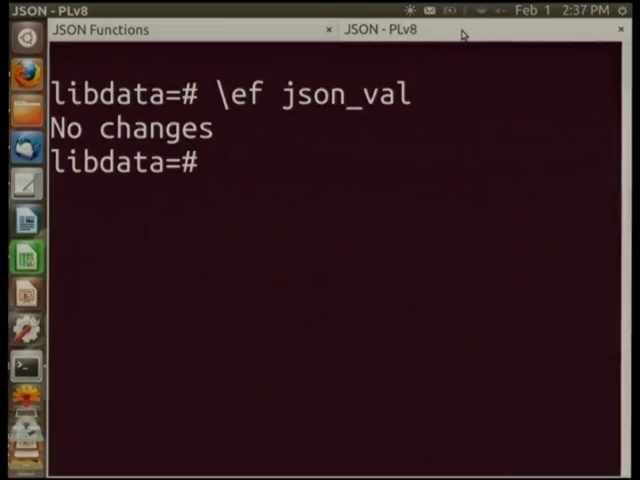 JSON - PLv8
Feb 1 2:37 PM
JSON Functions × JSON - PLv8 ×
libdata=# \ef json_val
No changes
libdata=#